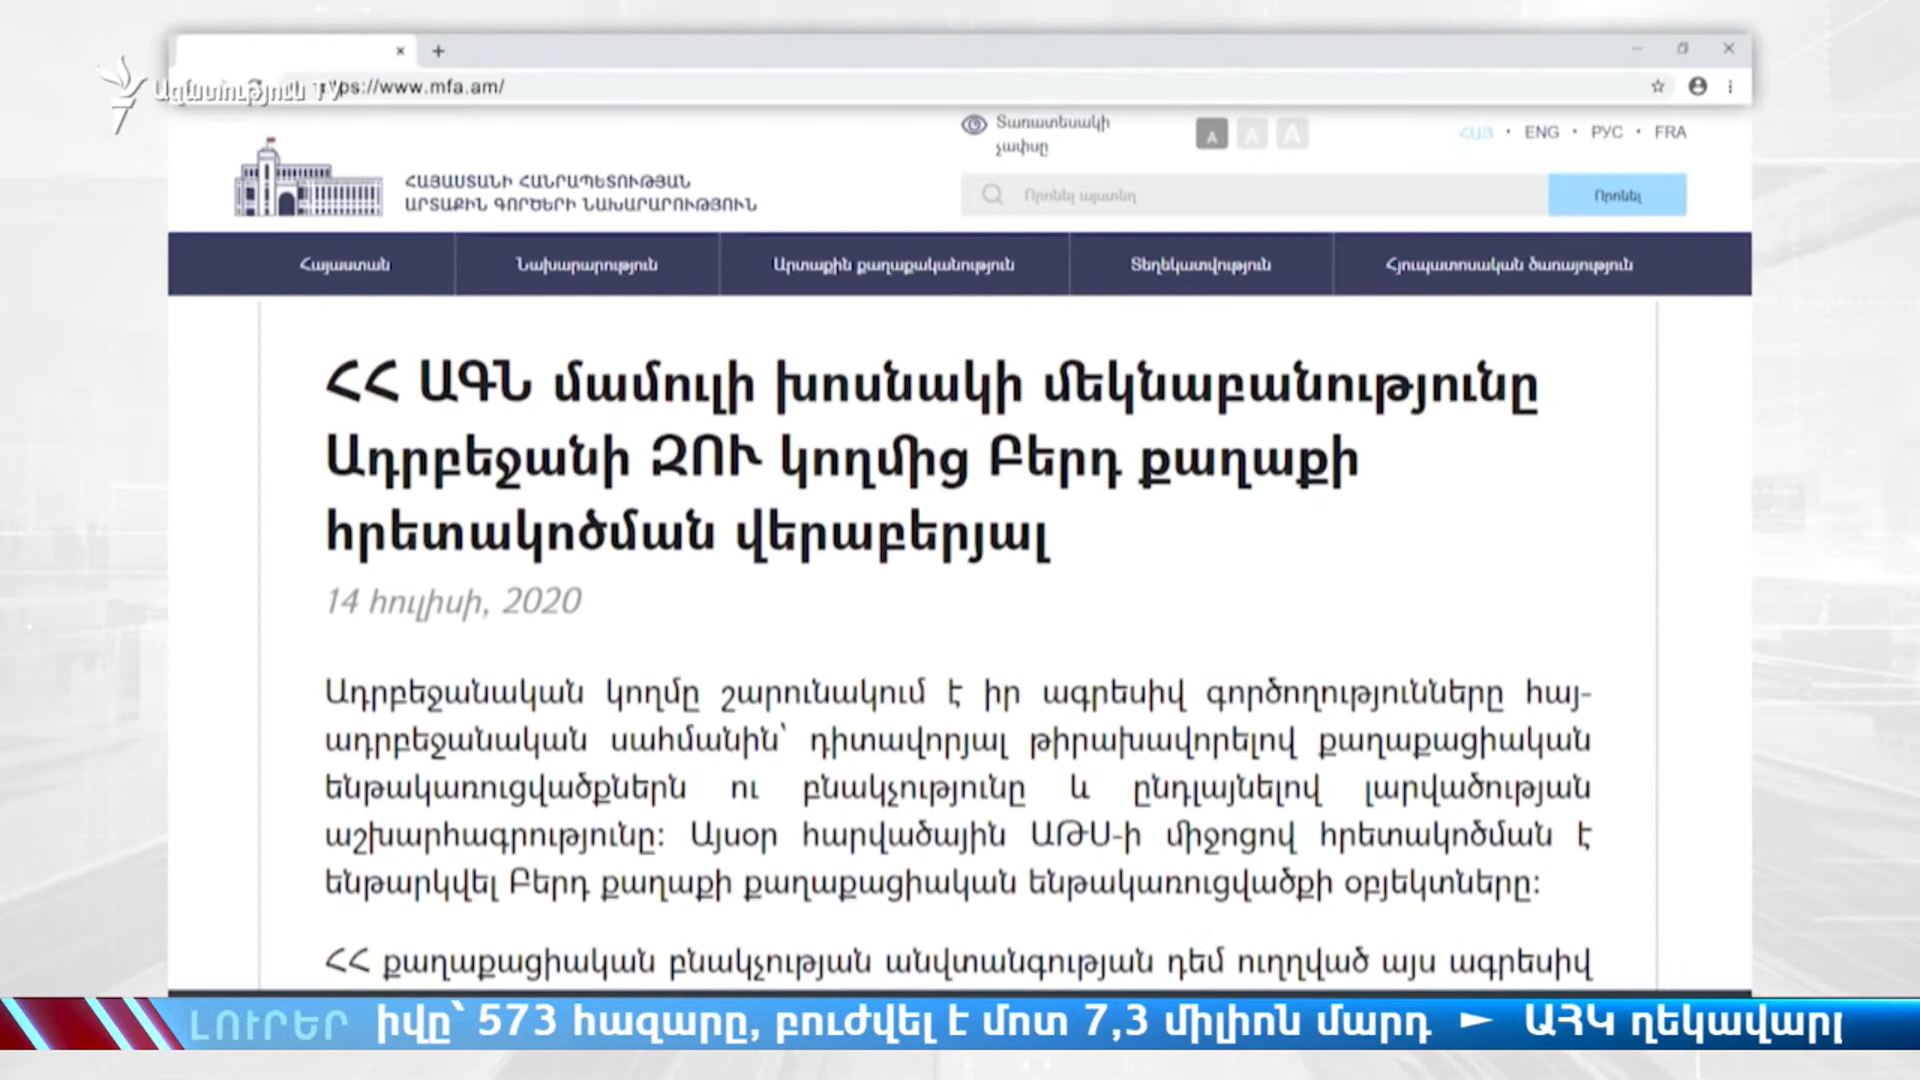 Ազատություն TV
ps://www.mfa.am/
Տառատեսակի
չափսը
A A A
ՀԱՅ • ENG • РУС • FRA
ՀԱՅԱՍՏԱՆԻ ՀԱՆՐԱՊԵՏՈՒԹՅԱՆ
ԱՐՏԱՔԻՆ ԳՈՐԾԵՐԻ ՆԱԽԱՐԱՐՈՒԹՅՈՒՆ
Որոնել այստեղ
Որոնել
Հայաստան
Նախարարություն
Արտաքին քաղաքականություն
Տեղեկատվություն
Հյուպատոսական ծառայություն
ՀՀ ԱԳՆ մամուլի խոսնակի մեկնաբանությունը
Ադրբեջանի ԶՈՒ կողմից Բերդ քաղաքի
հրետակոծման վերաբերյալ
14 հուլիսի, 2020
Ադրբեջանական կողմը շարունակում է իր ագրեսիվ գործողությունները հայ-
ադրբեջանական սահմանին՝ դիտավորյալ թիրախավորելով քաղաքացիական
ենթակառուցվածքներն ու բնակչությունը և ընդլայնելով լարվածության
աշխարհագրությունը։ Այսօր հարվածային ԱԹՍ-ի միջոցով հրետակոծման է
ենթարկվել Բերդ քաղաքի քաղաքացիական ենթակառուցվածքի օբյեկտները։
ՀՀ քաղաքացիական բնակչության անվտանգության դեմ ուղղված այս ագրեսիվ
ԼՈՒՐԵՐ իվը՝ 573 հազարը, բուժվել է մոտ 7,3 միլիոն մարդ ► ԱՀԿ ղեկավարլ